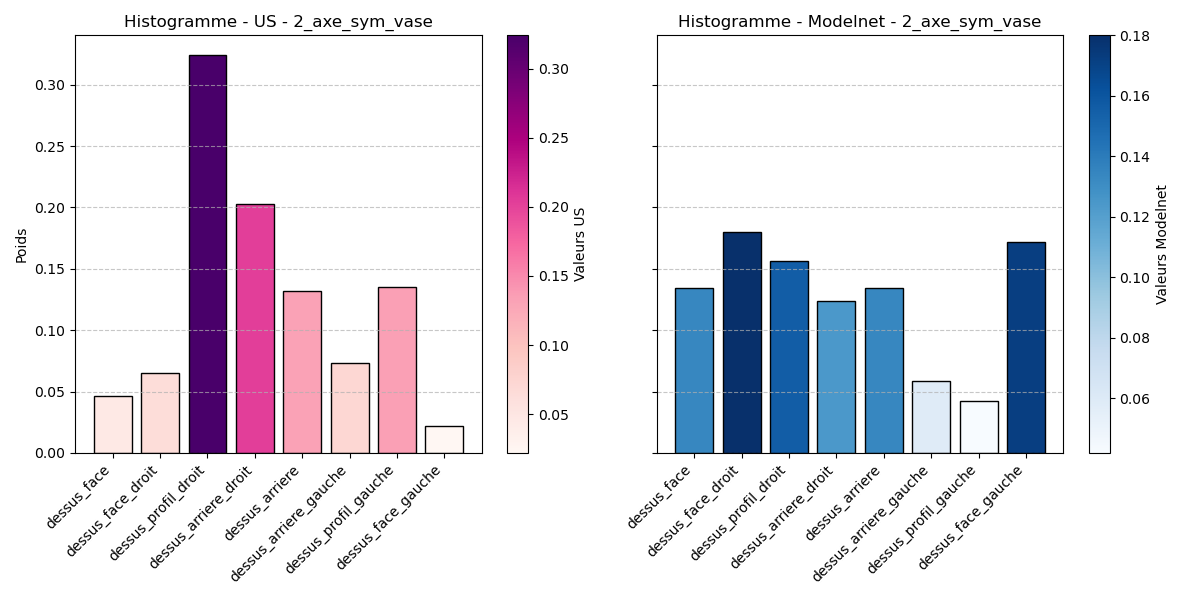 Histogramme - US - 2_axe_sym_vase
Poids
0.30
0.25
0.20
0.15
0.10
0.05
0.00
dessus_face
dessus_face_droit
dessus_profil_droit
dessus_arriere_droit
dessus_arriere
dessus_arriere_gauche
dessus_profil_gauche
dessus_face_gauche
0.30
0.25
0.20
0.15
0.10
0.05
Valeurs US
Histogramme - Modelnet - 2_axe_sym_vase
dessus_face
dessus_face_droit
dessus_profil_droit
dessus_arriere_droit
dessus_arriere
dessus_arriere_gauche
dessus_profil_gauche
dessus_face_gauche
0.18
0.16
0.14
0.12
0.10
0.08
0.06
Valeurs Modelnet